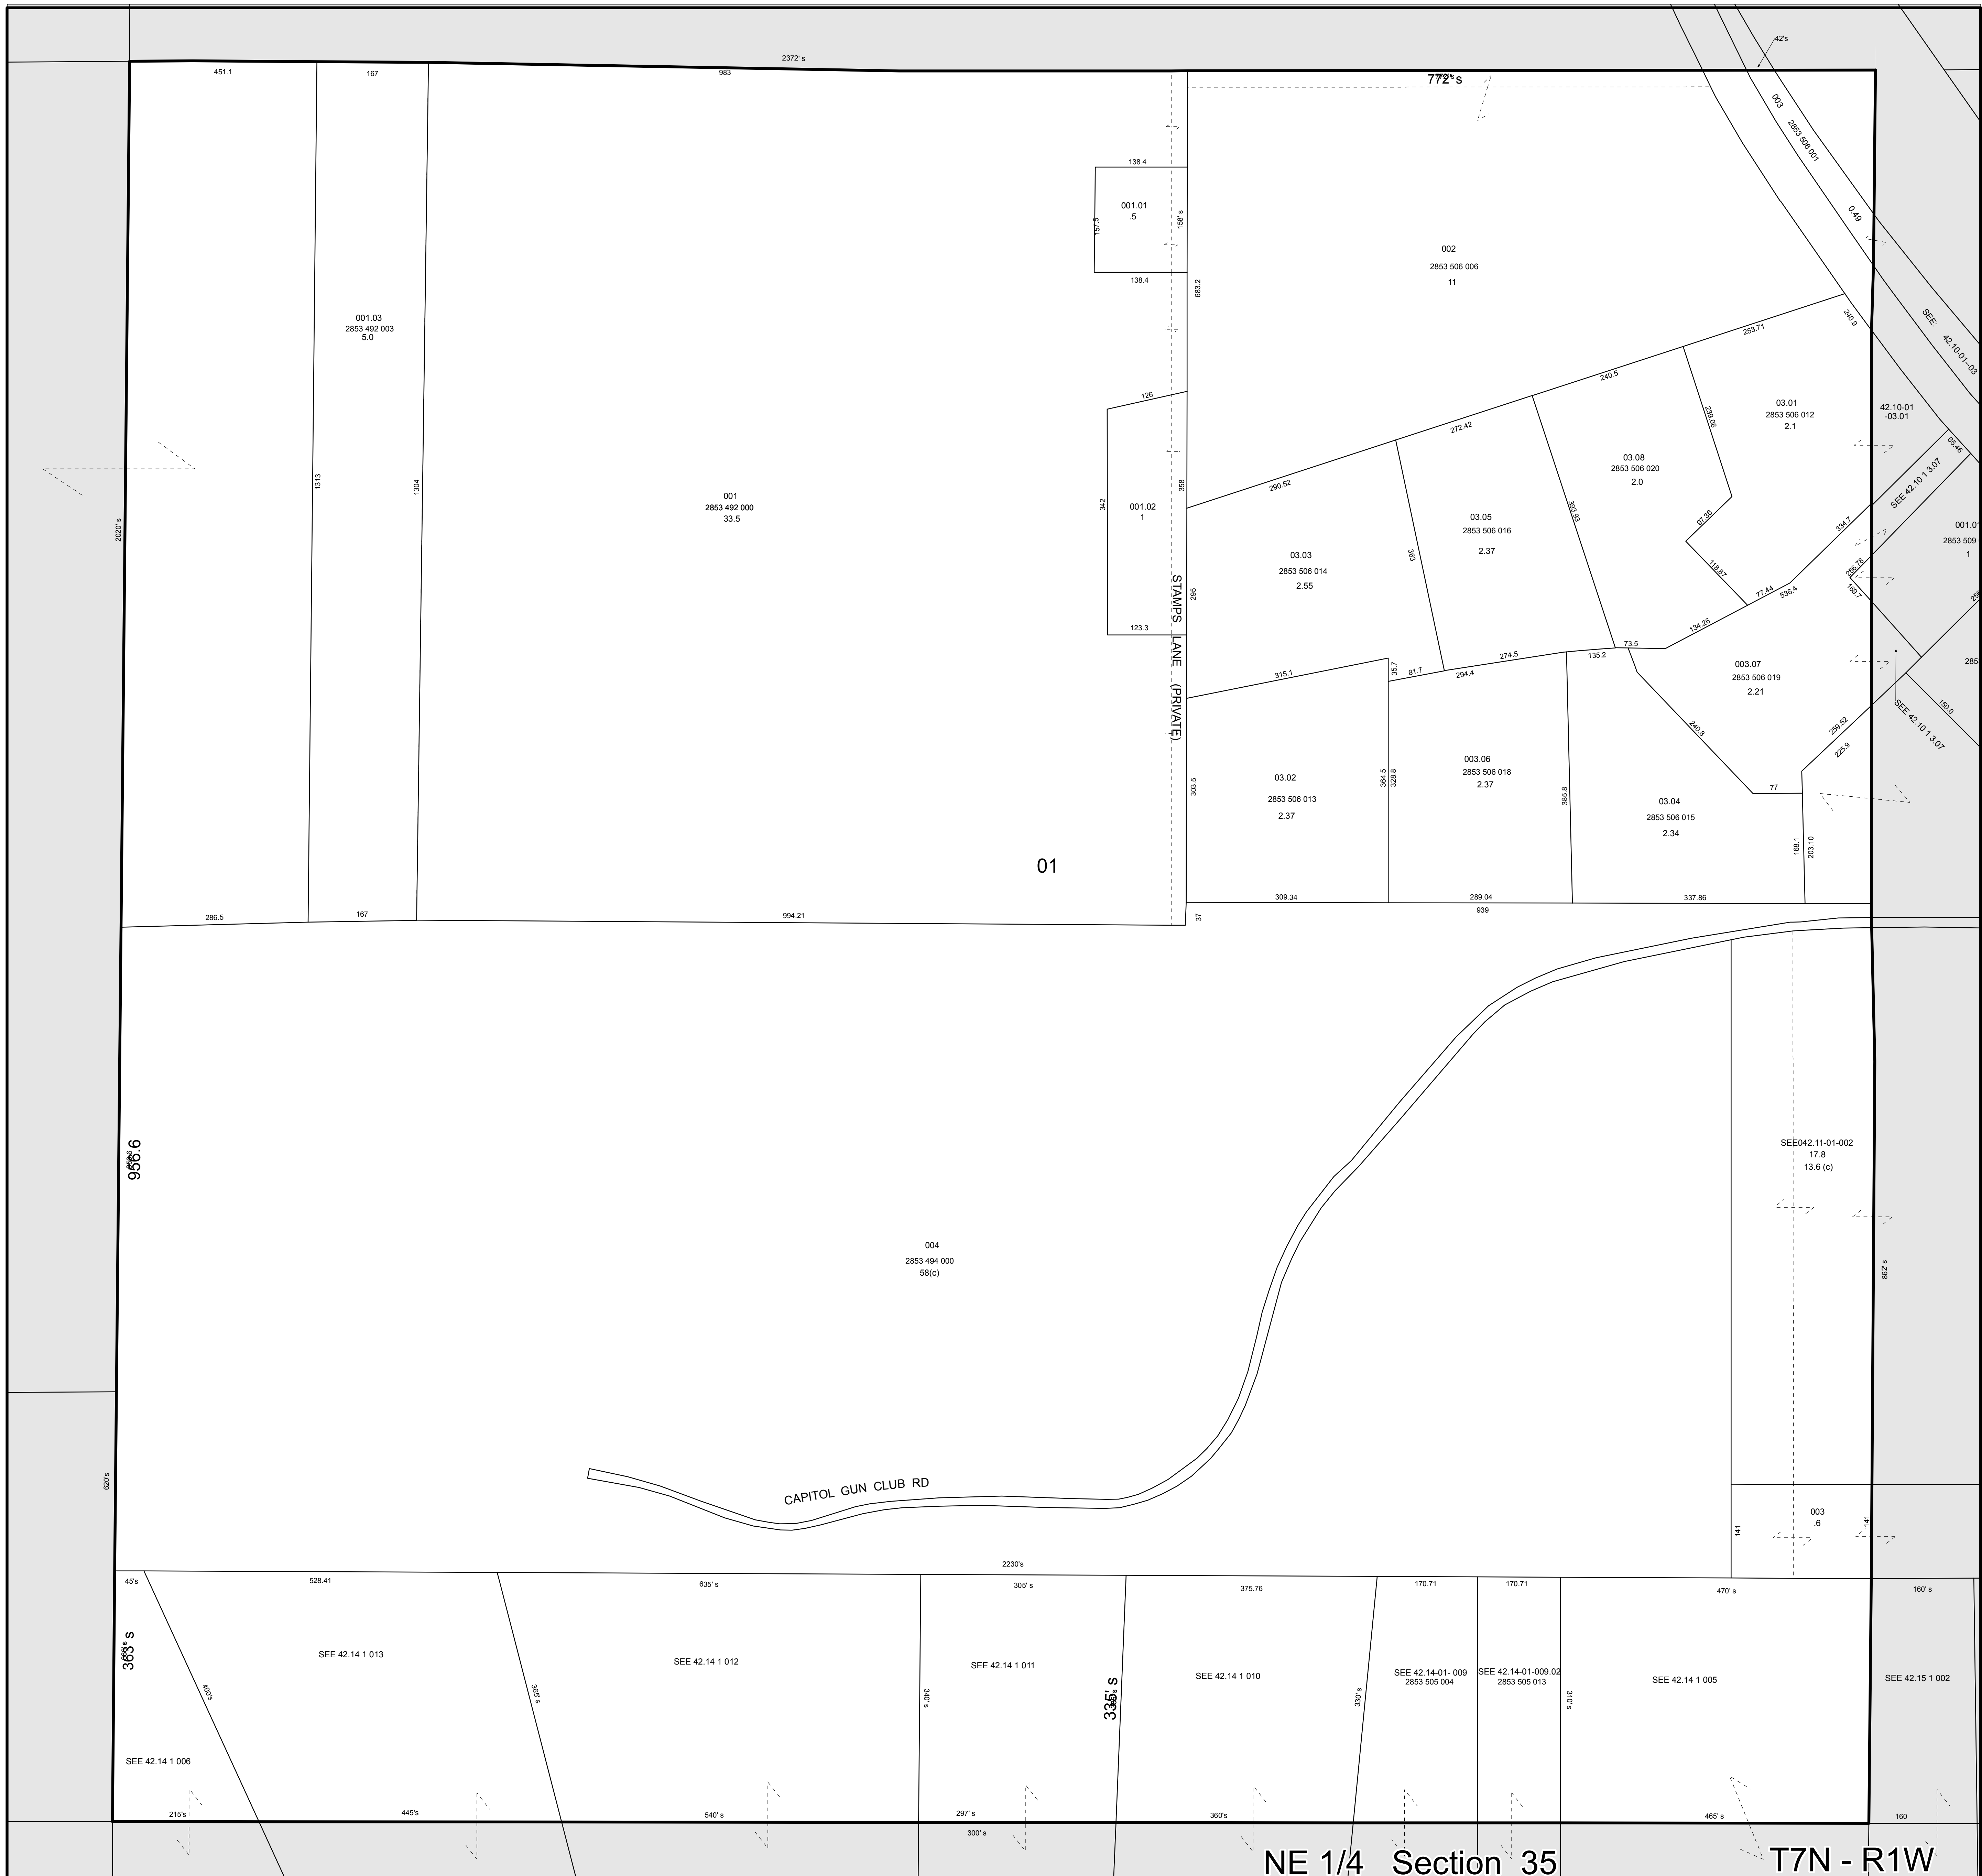 2372' s
42's
451.1
167
983
772' s
003
2853 506 001
0.49
SEE: 42.10-01--03
138.4
001.01
.5
157.5
158' s
138.4
683.2
002
2853 506 006
11
001.03
2853 492 003
5.0
240.9
253.71
240.5
272.42
290.52
239.08
03.01
2853 506 012
2.1
42.10-01
-03.01
65.46
SEE 42.10 1 3.07
126
342
001.02
1
358
123.3
1313
1304
2020' s
001
2853 492 000
33.5
03.08
2853 506 020
2.0
393.93
97.36
118.87
334.7
03.05
2853 506 016
2.37
363
03.03
2853 506 014
2.55
295
001.01
2853 509
1
256.78
169.7
77.44
536.4
134.26
73.5
135.2
274.5
294.4
81.7
35.7
315.1
STAMPS LANE (PRIVATE)
003.07
2853 506 019
2.21
285
150.0
SEE 42.10 1 3.07
259.52
225.9
240.8
77
03.02
2853 506 013
2.37
303.5
364.5
328.8
003.06
2853 506 018
2.37
385.8
03.04
2853 506 015
2.34
168.1
203.10
01
309.34
289.04
337.86
939
37
286.5
167
994.21
956.6
SEE042.11-01-002
17.8
13.6 (c)
004
2853 494 000
58(c)
862' s
620's
CAPITOL GUN CLUB RD
003
.6
141
141
2230's
45's
528.41
635' s
305' s
375.76
170.71
170.71
470' s
160' s
363' s
SEE 42.14 1 013
SEE 42.14 1 012
SEE 42.14 1 011
SEE 42.14 1 010
SEE 42.14-01- 009
2853 505 004
SEE 42.14-01-009.02
2853 505 013
SEE 42.14 1 005
SEE 42.15 1 002
400's
365' s
340' s
335' s
330' s
310' s
SEE 42.14 1 006
215's
445's
540' s
297' s
300' s
360's
465' s
160
NE 1/4 Section 35
T7N - R1W